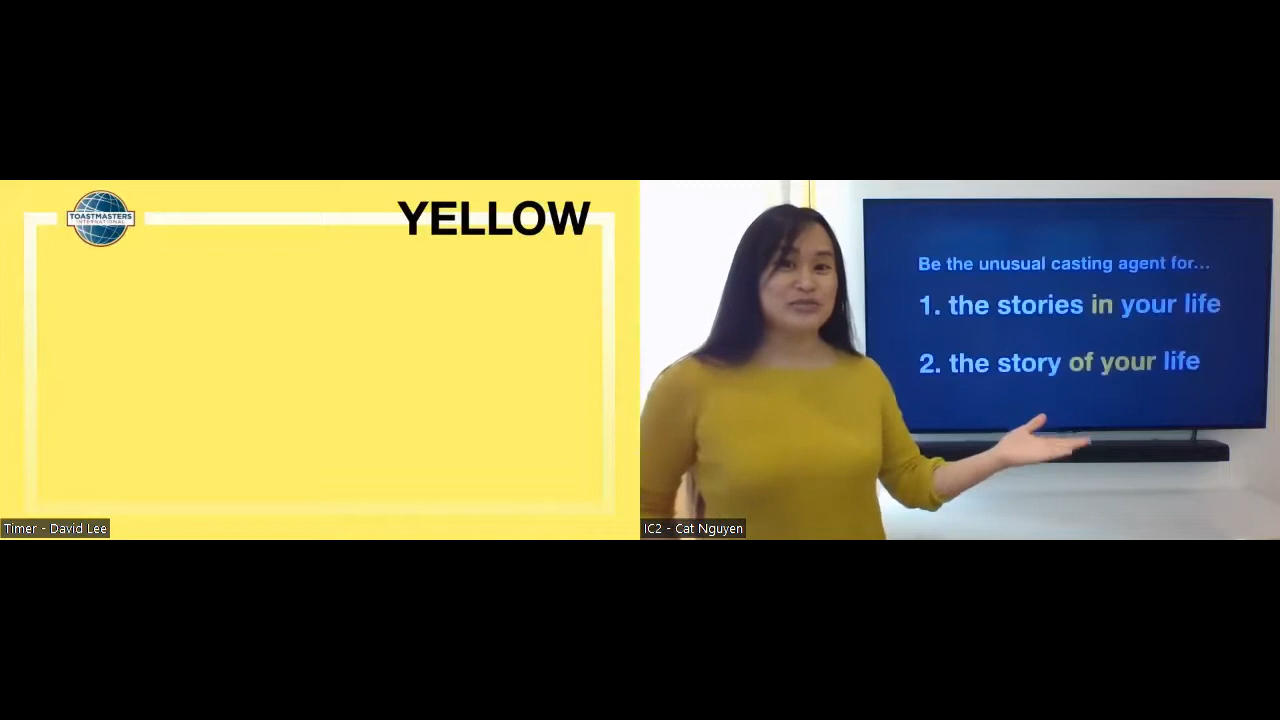 TOASTMASTERS
INTERNATIONAL
YELLOW
Timer - David Lee
Be the unusual casting agent for...
1. the stories in your life
2. the story of your life
IC2 - Cat Nguyen